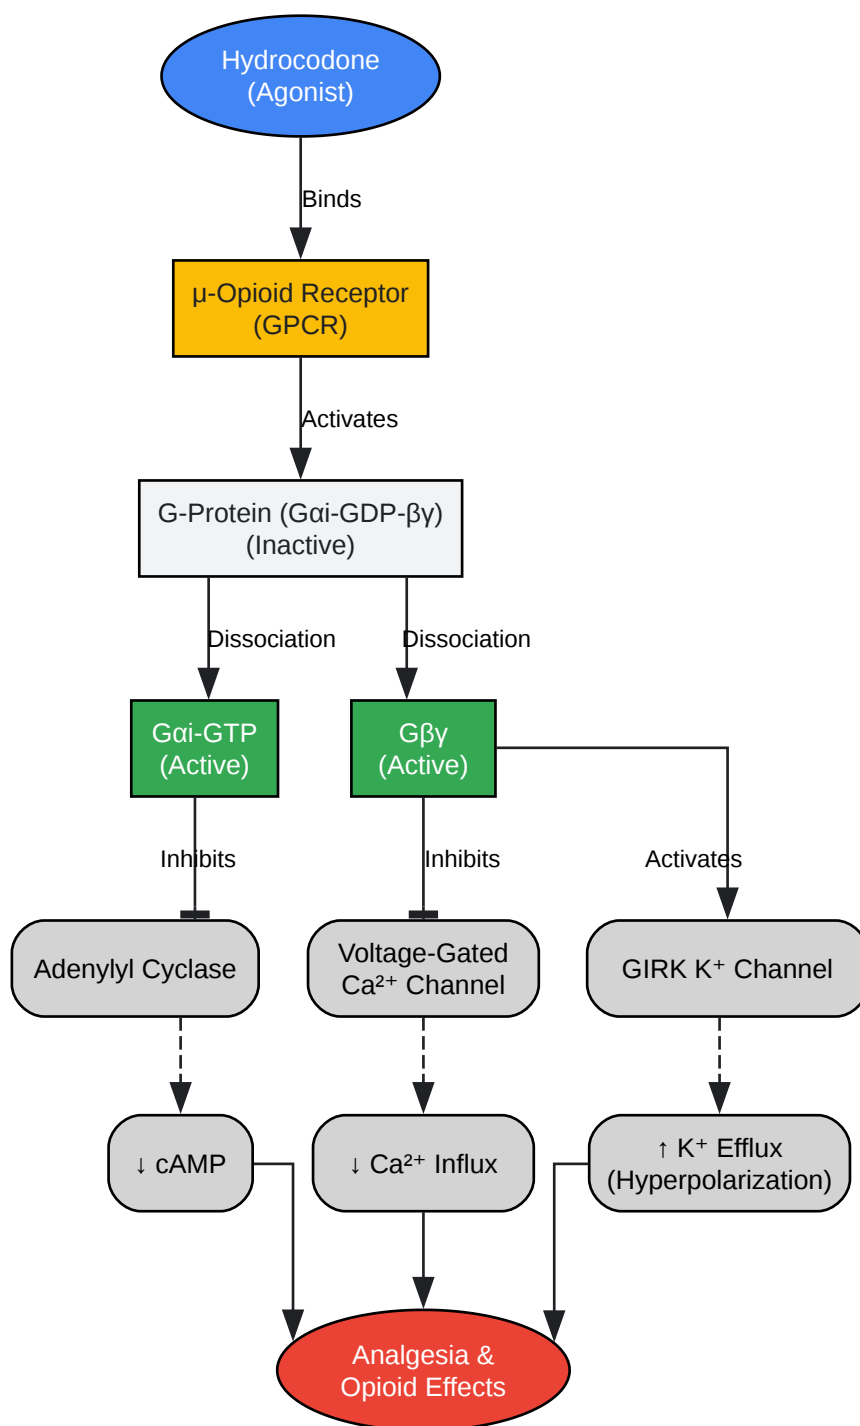 Hydrocodone
(Agonist)
Binds
μ-Opioid Receptor
(GPCR)
Activates
G-Protein (Gαi-GDP-βγ)
(Inactive)
Dissociation
Dissociation
Gαi-GTP
(Active)
Gβγ
(Active)
Inhibits
Inhibits
Activates
Adenylyl Cyclase
Voltage-Gated
Ca²⁺ Channel
GIRK K⁺ Channel
↓ cAMP
↓ Ca²⁺ Influx
↑ K⁺ Efflux
(Hyperpolarization)
Analgesia &
Opioid Effects